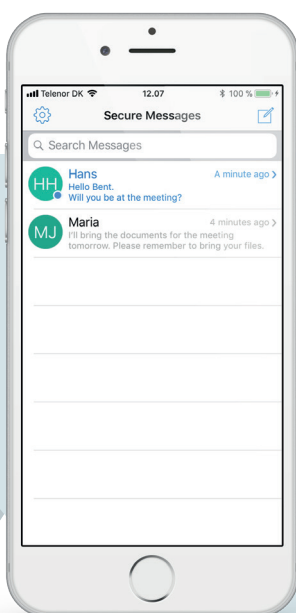 Telenor DK 12.07 100 %
Secure Messages
Search Messages
HH Hans A minute ago
Hello Bent.
Will you be at the meeting?
MJ Maria 4 minutes ago
I'll bring the documents for the meeting
tomorrow. Please remember to bring your files.